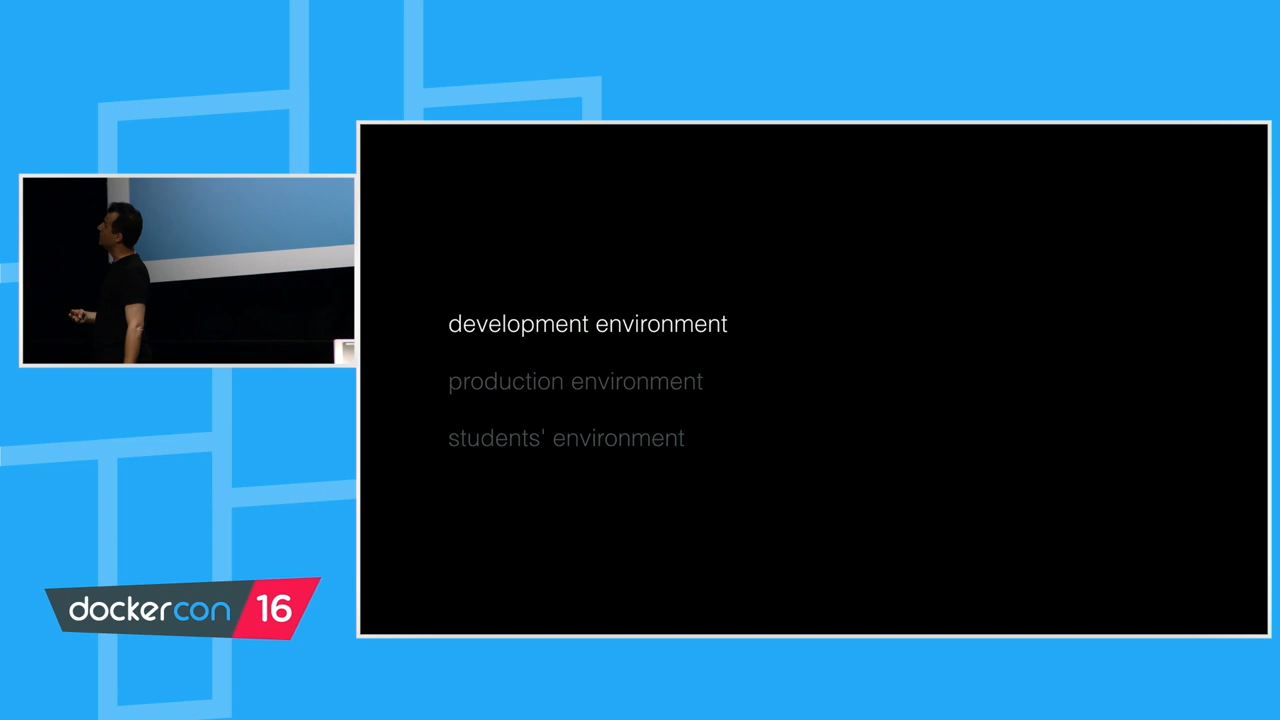 development environment
production environment
students' environment
dockercon 16